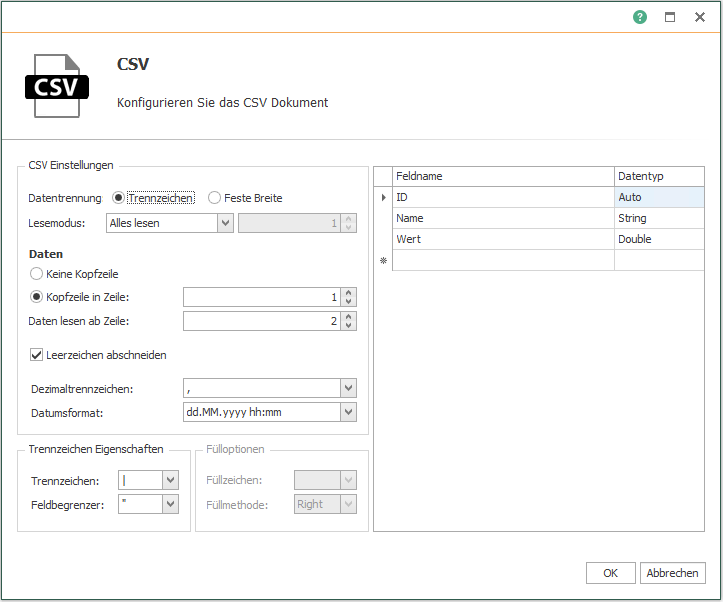 ?
CSV
CSV
Konfigurieren Sie das CSV Dokument
CSV Einstellungen
Datentrennung Trennzeichen Feste Breite
Lesemodus: Alles lesen 1
Daten
Keine Kopfzeile
Kopfzeile in Zeile: 1
Daten lesen ab Zeile: 2
Leerzeichen abschneiden
Dezimaltrennzeichen: ,
Datumsformat: dd.MM.yyyy hh:mm
Trennzeichen Eigenschaften
Trennzeichen: |
Feldbegrenzer: "
Fülloptionen
Füllzeichen:
Füllmethode: Right
Feldname Datentyp
ID Auto
Name String
Wert Double
OK Abbrechen